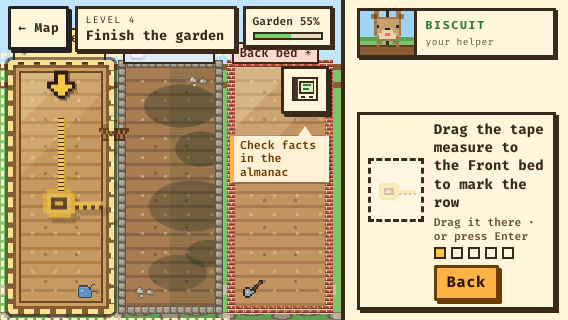 ← Map
LEVEL 4
Finish the garden
Garden 55%
Back bed ☀
Check facts
in the
almanac
BISCUIT
your helper
Drag the tape
measure to
the Front bed
to mark the
row
Drag it there ·
or press Enter
Back